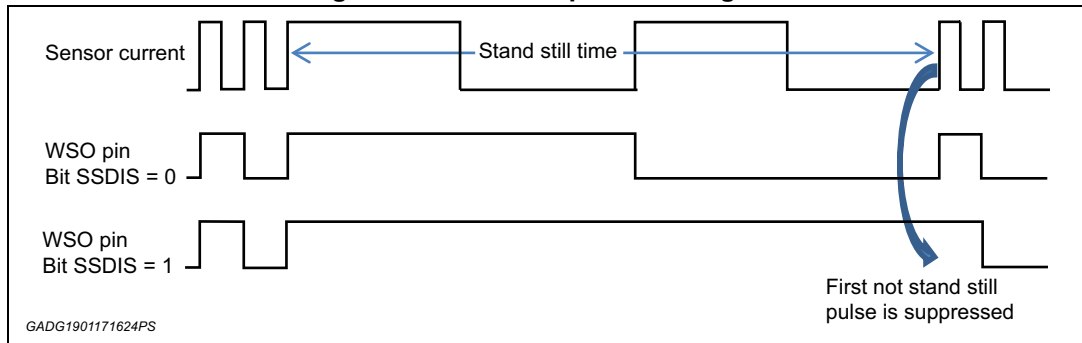 Sensor current
Stand still time
WSO pin
Bit SSDIS = 0
WSO pin
Bit SSDIS = 1
First not stand still
pulse is suppressed
GADG1901171624PS